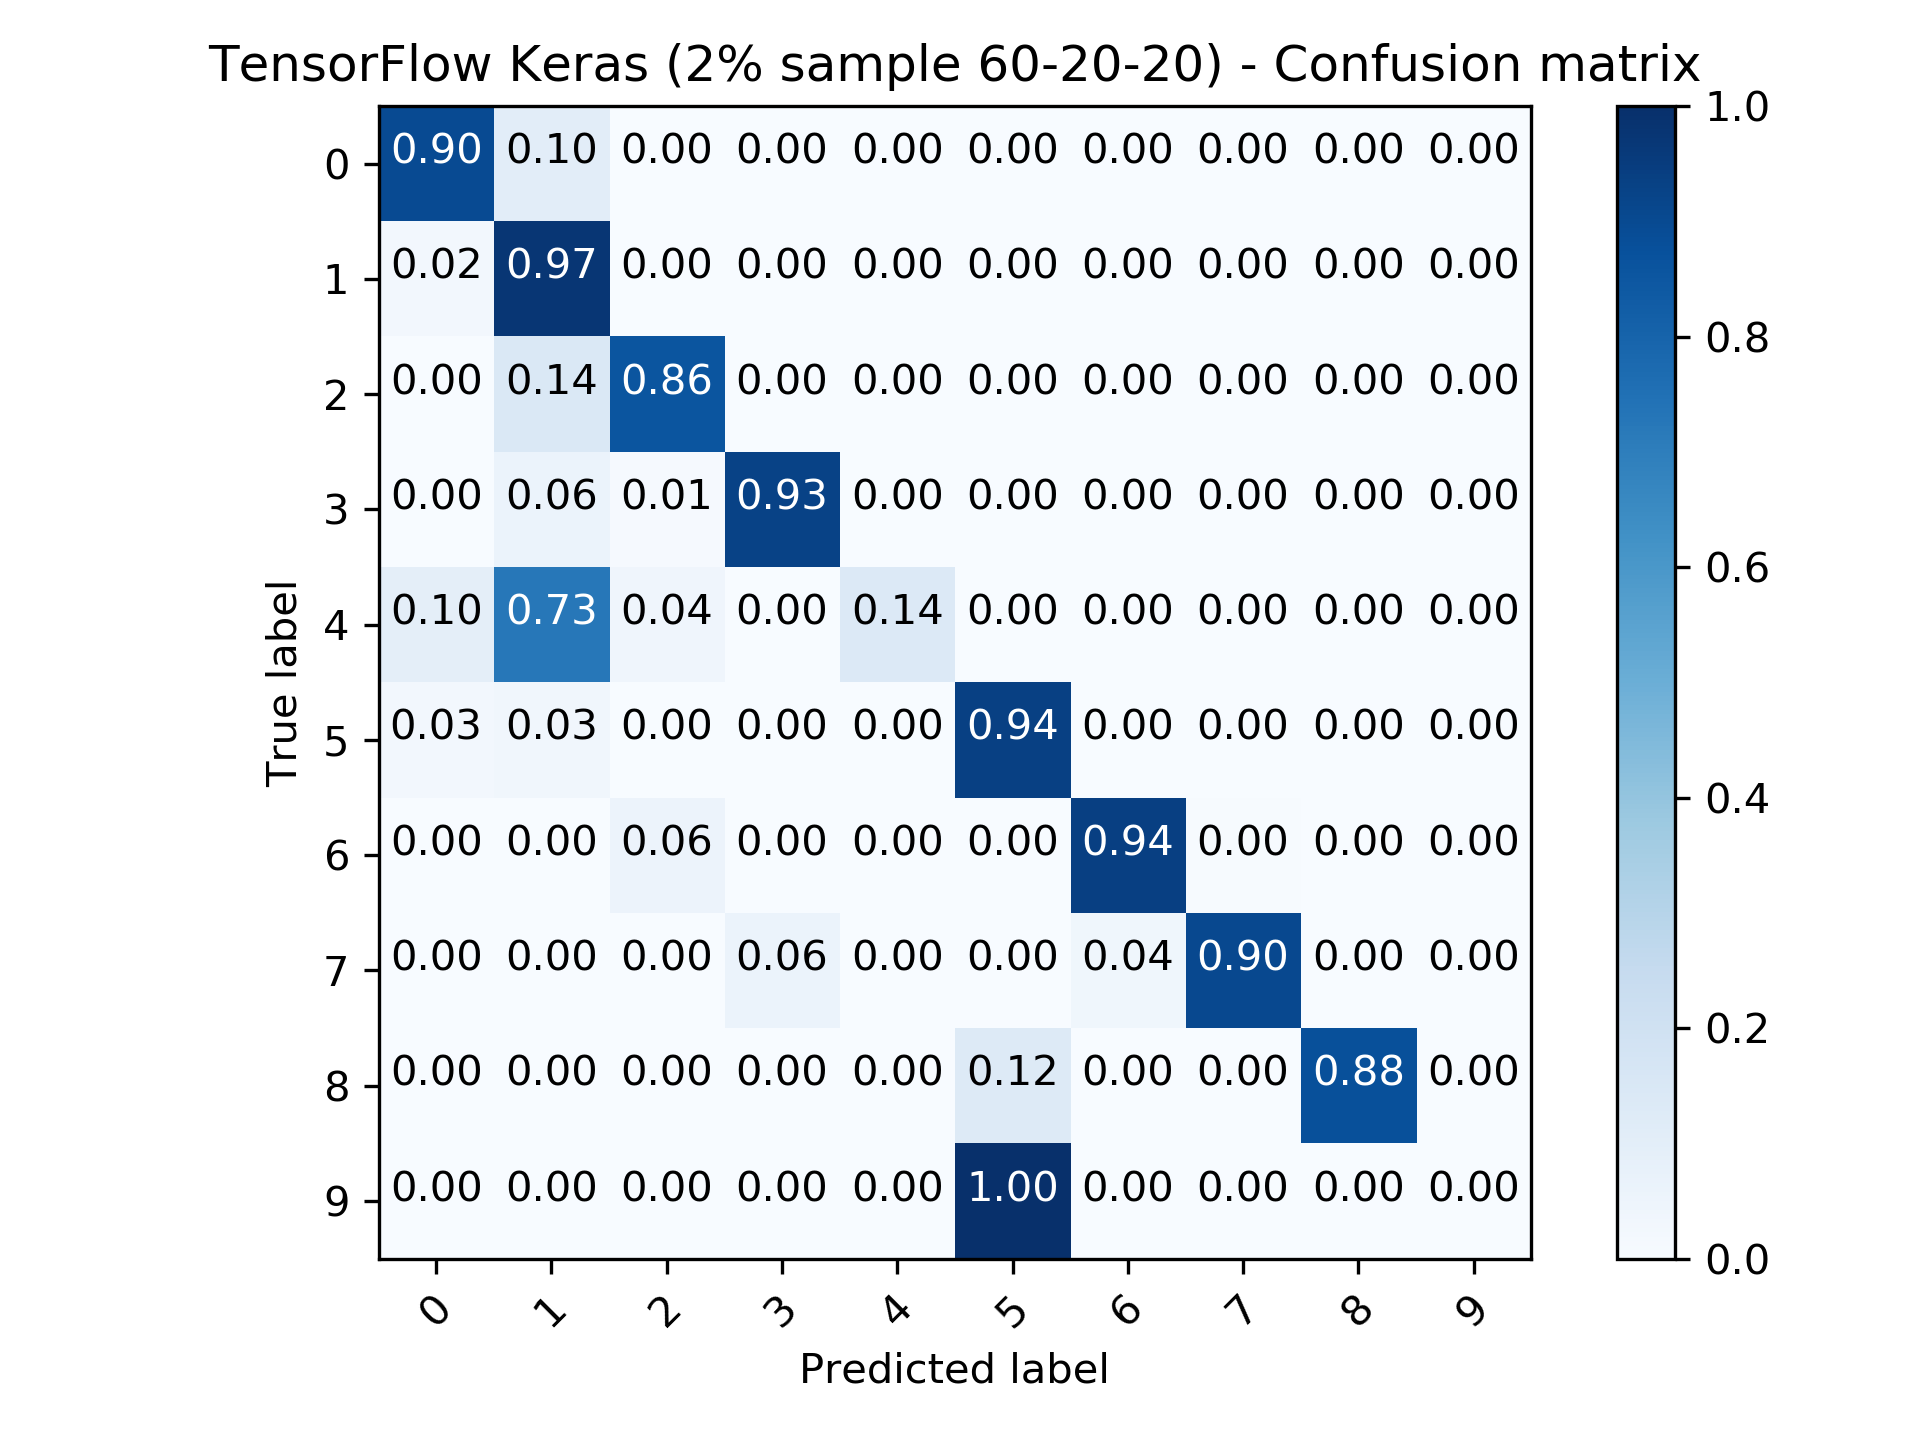 TensorFlow Keras (2% sample 60-20-20) - Confusion matrix
1.0
0 0.90 0.10 0.00 0.00 0.00 0.00 0.00 0.00 0.00 0.00
1 0.02 0.97 0.00 0.00 0.00 0.00 0.00 0.00 0.00 0.00
0.8
2 0.00 0.14 0.86 0.00 0.00 0.00 0.00 0.00 0.00 0.00
3 0.00 0.06 0.01 0.93 0.00 0.00 0.00 0.00 0.00 0.00
0.6
4 0.10 0.73 0.04 0.00 0.14 0.00 0.00 0.00 0.00 0.00
True label
5 0.03 0.03 0.00 0.00 0.00 0.94 0.00 0.00 0.00 0.00
0.4
6 0.00 0.00 0.06 0.00 0.00 0.00 0.94 0.00 0.00 0.00
7 0.00 0.00 0.00 0.06 0.00 0.00 0.04 0.90 0.00 0.00
0.2
8 0.00 0.00 0.00 0.00 0.00 0.12 0.00 0.00 0.88 0.00
9 0.00 0.00 0.00 0.00 0.00 1.00 0.00 0.00 0.00 0.00
0.0
0 1 2 3 4 5 6 7 8 9
Predicted label